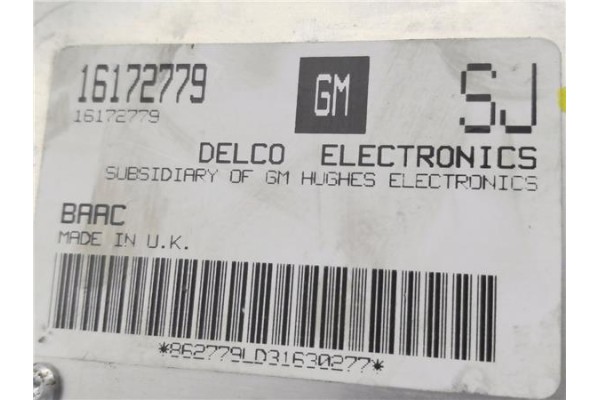 16172779
16172779
GM
SJ
DELCO ELECTRONICS
SUBSIDIARY OF GM HUGHES ELECTRONICS
BAAC
MADE IN U.K.
*862779LD31630277*